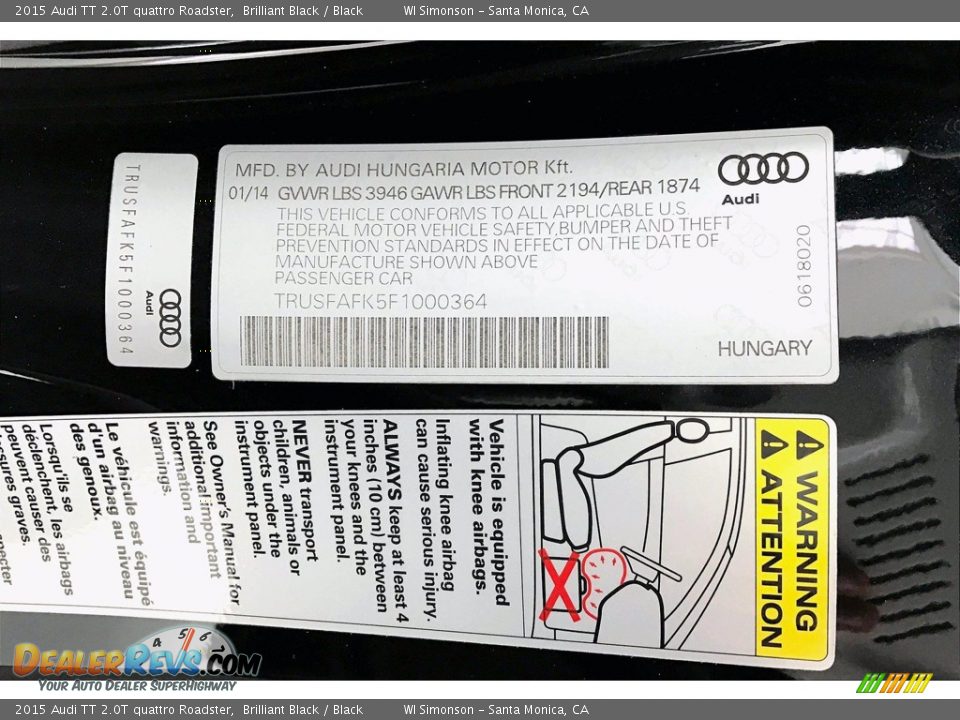 2015 Audi TT 2.0T quattro Roadster, Brilliant Black / Black WI Simonson - Santa Monica, CA
TRUSFAFK5F1000364
Audi
MFD. BY AUDI HUNGARIA MOTOR Kft.
01/14 GVWR LBS 3946 GAWR LBS FRONT 2194/REAR 1874
THIS VEHICLE CONFORMS TO ALL APPLICABLE U.S.
FEDERAL MOTOR VEHICLE SAFETY,BUMPER AND THEFT
PREVENTION STANDARDS IN EFFECT ON THE DATE OF
MANUFACTURE SHOWN ABOVE
PASSENGER CAR
TRUSFAFK5F1000364
Audi
0618020
HUNGARY
WARNING
ATTENTION
Vehicle is equipped
with knee airbags.
Inflating knee airbag
can cause serious injury.
ALWAYS keep at least 4
inches (10 cm) between
your knees and the
instrument panel.
NEVER transport
children, animals or
objects under the
instrument panel.
See Owner's Manual for
additional important
information and
warnings.
Le véhicule est équipé
d'un airbag au niveau
des genoux.
Lorsqu'ils se
déclenchent, les airbags
peuvent causer des
graves.
4 5 6 7
DEALERREVS.COM
YOUR AUTO DEALER SUPERHIGHWAY
2015 Audi TT 2.0T quattro Roadster, Brilliant Black / Black WI Simonson - Santa Monica, CA